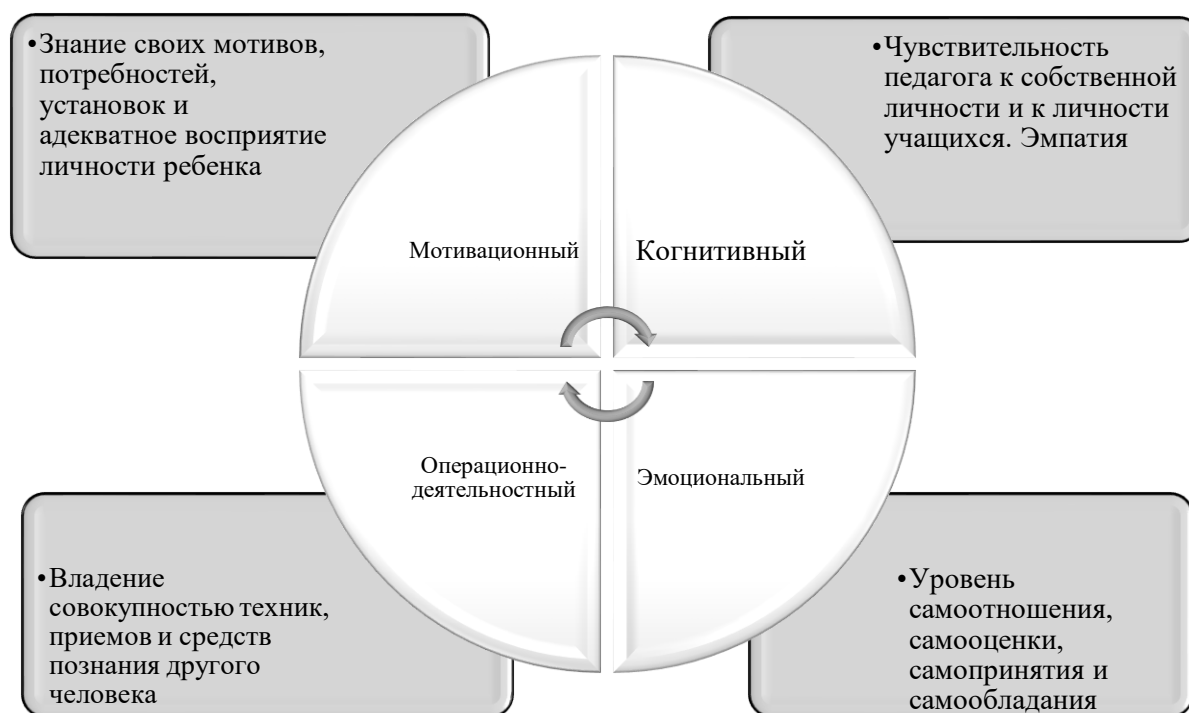 •Знание своих мотивов,
потребностей,
установок и
адекватное восприятие
личности ребенка
•Чувствительность
педагога к собственной
личности и к личности
учащихся. Эмпатия
Мотивационный
Когнитивный
Операционно-
деятельностный
Эмоциональный
•Владение
совокупностью техник,
приемов и средств
познания другого
человека
•Уровень
самоотношения,
самооценки,
самопринятия и
самообладания